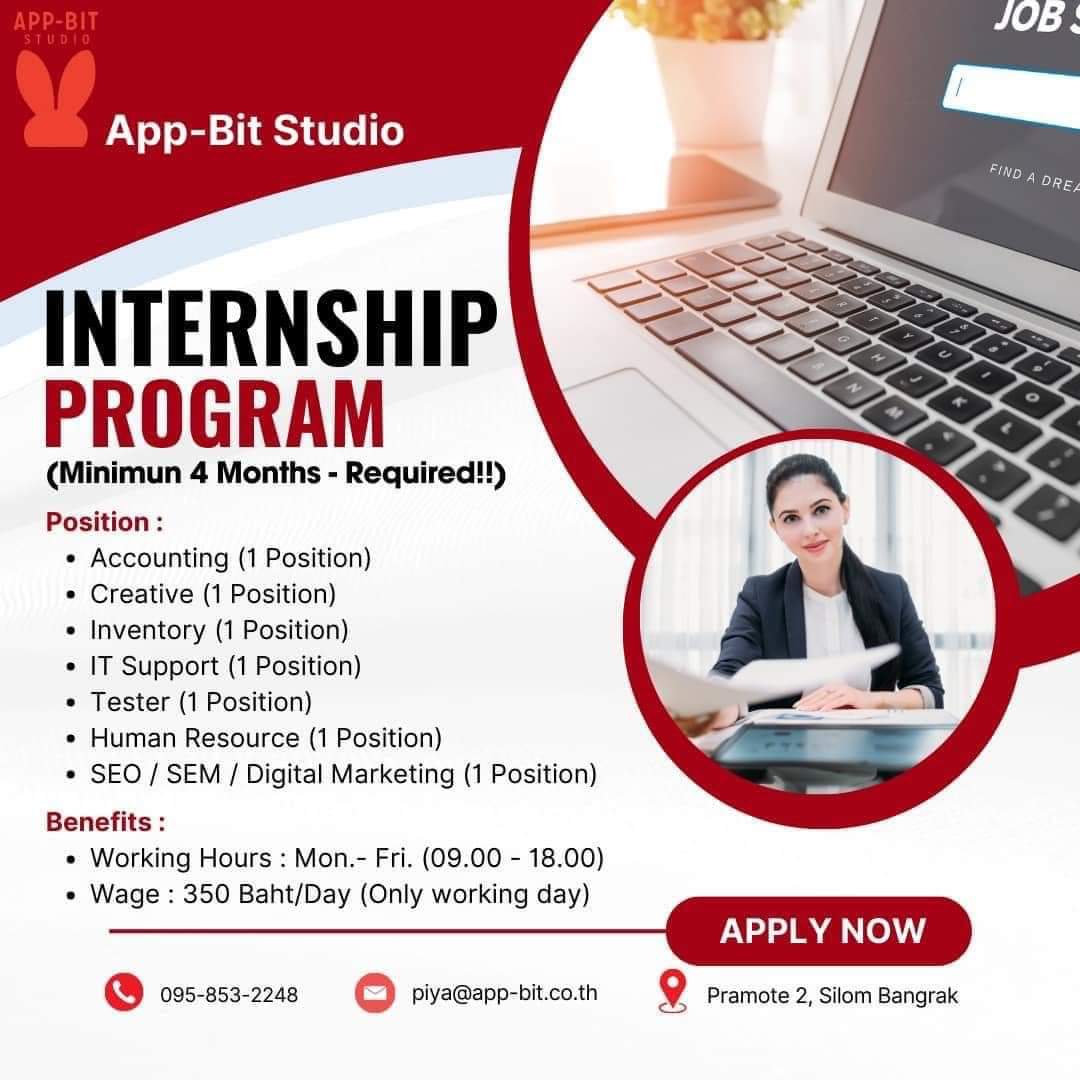 APP-BIT
STUDIO
App-Bit Studio
JOB S
FIND A DREA
INTERNSHIP
PROGRAM
(Minimun 4 Months - Required!!)
Position :
• Accounting (1 Position)
• Creative (1 Position)
• Inventory (1 Position)
• IT Support (1 Position)
• Tester (1 Position)
• Human Resource (1 Position)
• SEO / SEM / Digital Marketing (1 Position)
Benefits :
• Working Hours : Mon.- Fri. (09.00 - 18.00)
• Wage : 350 Baht/Day (Only working day)
APPLY NOW
095-853-2248
piya@app-bit.co.th
Pramote 2, Silom Bangrak